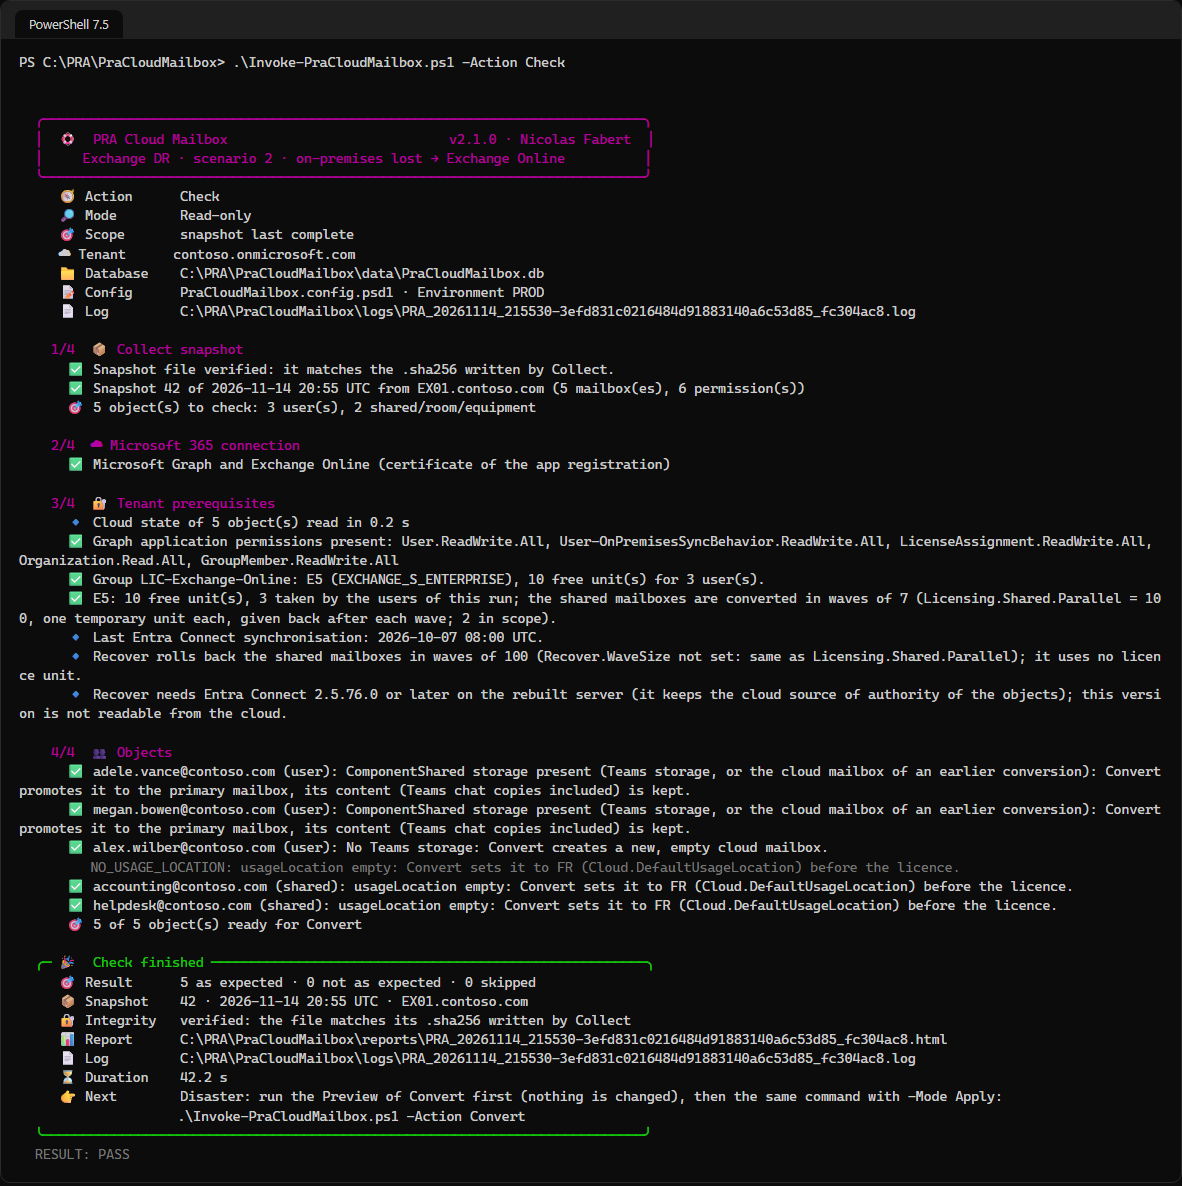 PowerShell 7.5
PS C:\PRA\PraCloudMailbox> .\Invoke-PraCloudMailbox.ps1 -Action Check
PRA Cloud Mailbox v2.1.0 · Nicolas Fabert
Exchange DR · scenario 2 · on-premises lost → Exchange Online
Action Check
Mode Read-only
Scope snapshot last complete
Tenant contoso.onmicrosoft.com
Database C:\PRA\PraCloudMailbox\data\PraCloudMailbox.db
Config PraCloudMailbox.config.psd1 · Environment PROD
Log C:\PRA\PraCloudMailbox\logs\PRA_20261114_215530-3efd831c0216484d91883140a6c53d85_fc304ac8.log
1/4 Collect snapshot
Snapshot file verified: it matches the .sha256 written by Collect.
Snapshot 42 of 2026-11-14 20:55 UTC from EX01.contoso.com (5 mailbox(es), 6 permission(s))
5 object(s) to check: 3 user(s), 2 shared/room/equipment
2/4 Microsoft 365 connection
Microsoft Graph and Exchange Online (certificate of the app registration)
3/4 Tenant prerequisites
Cloud state of 5 object(s) read in 0.2 s
Graph application permissions present: User.ReadWrite.All, User-OnPremisesSyncBehavior.ReadWrite.All, LicenseAssignment.ReadWrite.All,
Organization.Read.All, GroupMember.ReadWrite.All
Group LIC-Exchange-Online: E5 (EXCHANGE_S_ENTERPRISE), 10 free unit(s) for 3 user(s).
E5: 10 free unit(s), 3 taken by the users of this run; the shared mailboxes are converted in waves of 7 (Licensing.Shared.Parallel = 10
0, one temporary unit each, given back after each wave; 2 in scope).
Last Entra Connect synchronisation: 2026-10-07 08:00 UTC.
Recover rolls back the shared mailboxes in waves of 100 (Recover.WaveSize not set: same as Licensing.Shared.Parallel); it uses no licen
ce unit.
Recover needs Entra Connect 2.5.76.0 or later on the rebuilt server (it keeps the cloud source of authority of the objects); this versi
on is not readable from the cloud.
4/4 Objects
adele.vance@contoso.com (user): ComponentShared storage present (Teams storage, or the cloud mailbox of an earlier conversion): Convert
promotes it to the primary mailbox, its content (Teams chat copies included) is kept.
megan.bowen@contoso.com (user): ComponentShared storage present (Teams storage, or the cloud mailbox of an earlier conversion): Convert
promotes it to the primary mailbox, its content (Teams chat copies included) is kept.
alex.wilber@contoso.com (user): No Teams storage: Convert creates a new, empty cloud mailbox.
NO_USAGE_LOCATION: usageLocation empty: Convert sets it to FR (Cloud.DefaultUsageLocation) before the licence.
accounting@contoso.com (shared): usageLocation empty: Convert sets it to FR (Cloud.DefaultUsageLocation) before the licence.
helpdesk@contoso.com (shared): usageLocation empty: Convert sets it to FR (Cloud.DefaultUsageLocation) before the licence.
5 of 5 object(s) ready for Convert
Check finished
Result 5 as expected · 0 not as expected · 0 skipped
Snapshot 42 · 2026-11-14 20:55 UTC · EX01.contoso.com
Integrity verified: the file matches its .sha256 written by Collect
Report C:\PRA\PraCloudMailbox\reports\PRA_20261114_215530-3efd831c0216484d91883140a6c53d85_fc304ac8.html
Log C:\PRA\PraCloudMailbox\logs\PRA_20261114_215530-3efd831c0216484d91883140a6c53d85_fc304ac8.log
Duration 42.2 s
Next Disaster: run the Preview of Convert first (nothing is changed), then the same command with -Mode Apply:
.\Invoke-PraCloudMailbox.ps1 -Action Convert
RESULT: PASS